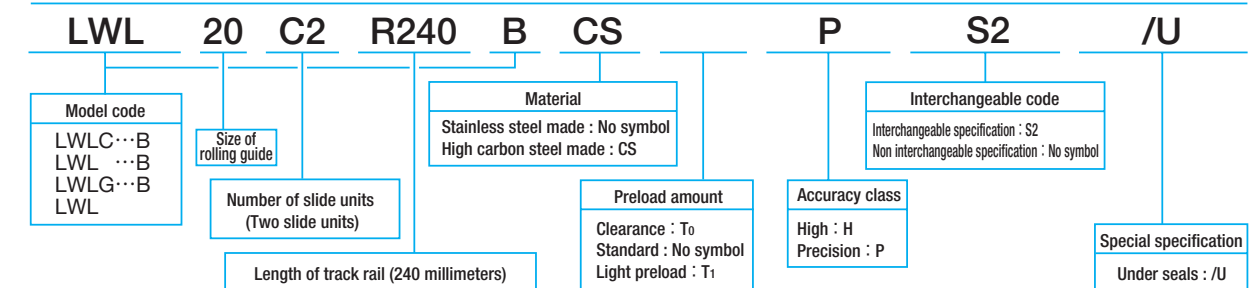 LWL 20 C2 R240 B CS P S2 /U
Model code
LWLC…B
LWL …B
LWLG…B
LWL
Size of
rolling guide
Number of slide units
(Two slide units)
Length of track rail (240 millimeters)
Material
Stainless steel made : No symbol
High carbon steel made : CS
Preload amount
Clearance : T₀
Standard : No symbol
Light preload : T₁
Accuracy class
High : H
Precision : P
Interchangeable code
Interchangeable specification : S2
Non interchangeable specification : No symbol
Special specification
Under seals : /U